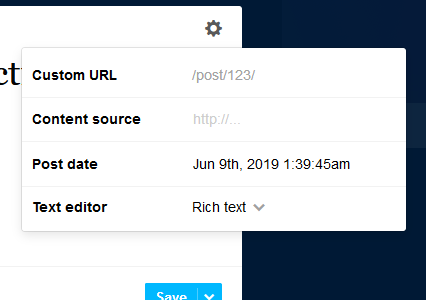 Custom URL /post/123/
Content source http://...
Post date Jun 9th, 2019 1:39:45am
Text editor Rich text
Save